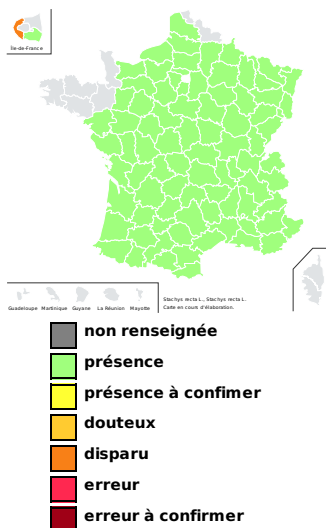 Île-de-France
Stachys recta L., Stachys recta L.
Carte en cours d'élaboration.
Guadeloupe Martinique Guyane La Réunion Mayotte
non renseignée
présence
présence à confimer
douteux
disparu
erreur
erreur à confirmer